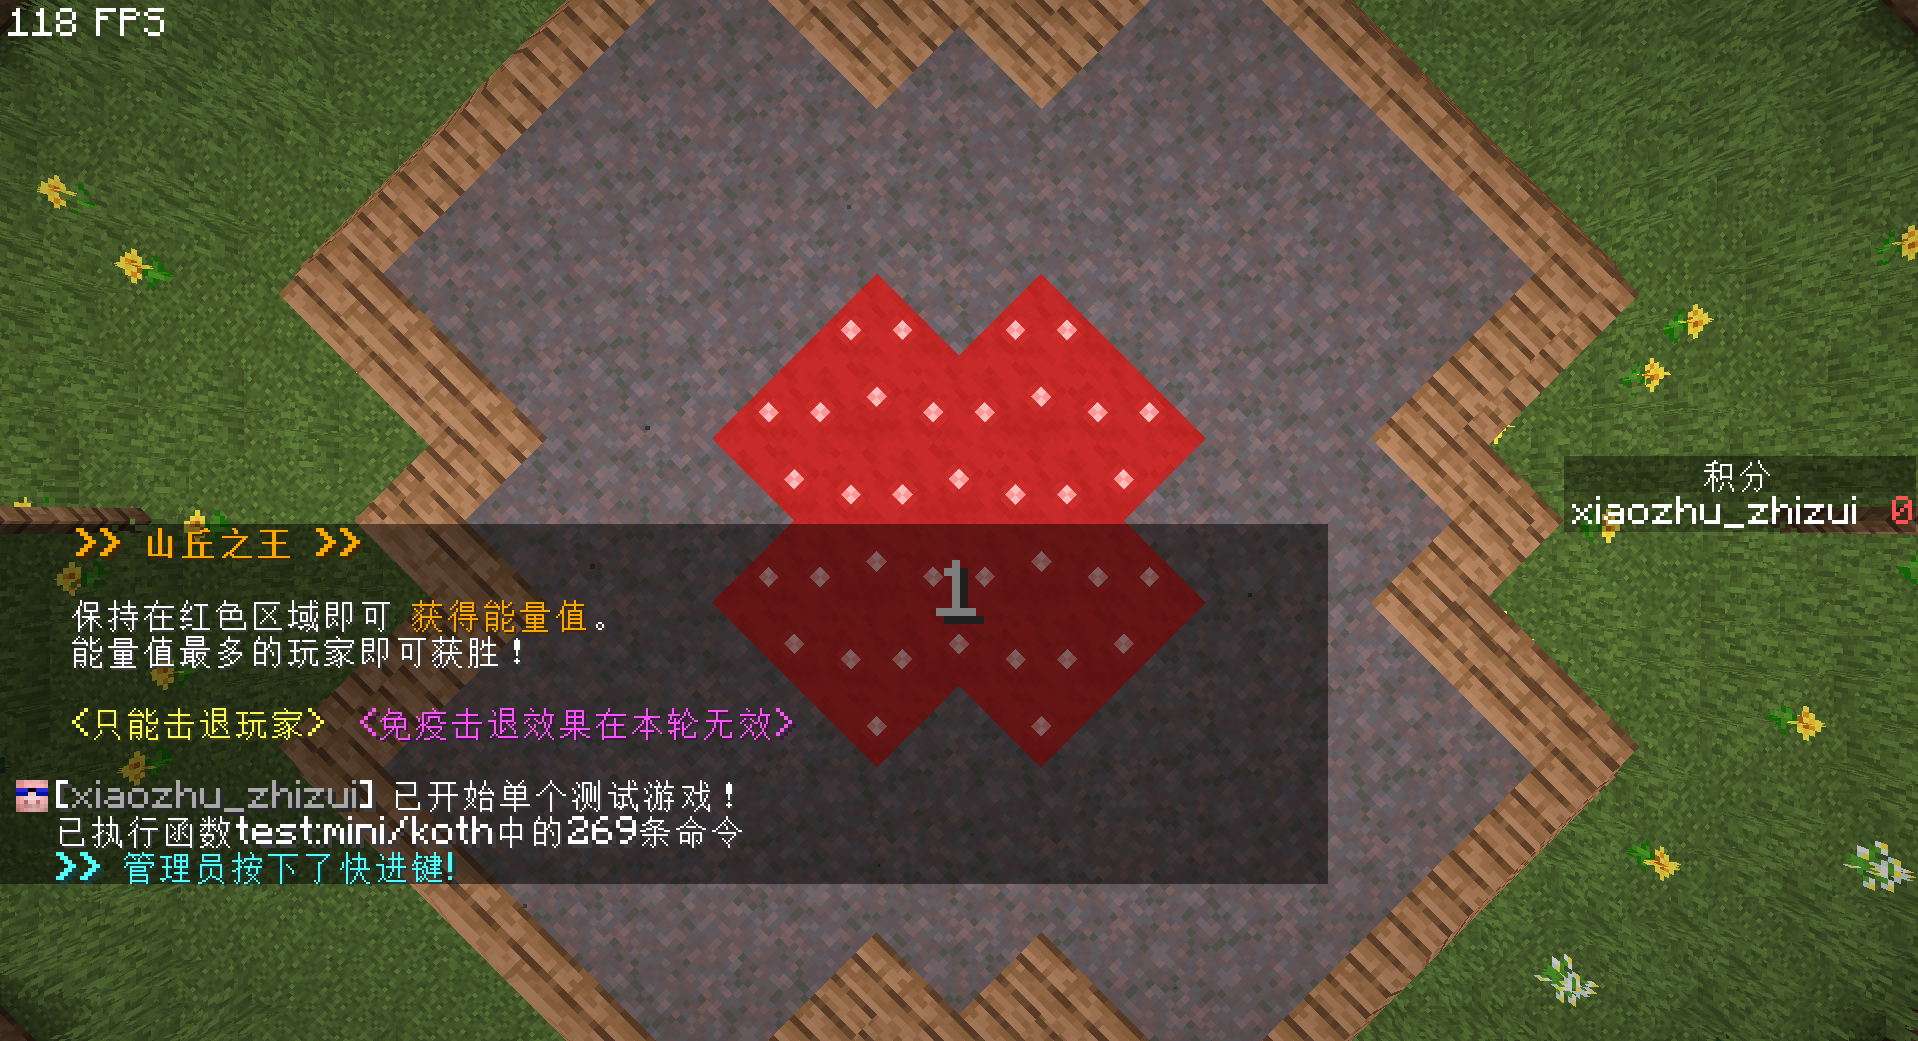 118 FPS
积分
xiaozhu_zhizui 0
>> 山丘之王 >>
1
保持在红色区域即可 获得能量值。
能量值最多的玩家即可获胜！
<只能击退玩家> <免疫击退效果在本轮无效>
[xiaozhu_zhizui] 已开始单个测试游戏！
已执行函数test:mini/koth中的269条命令
>> 管理员按下了快进键!